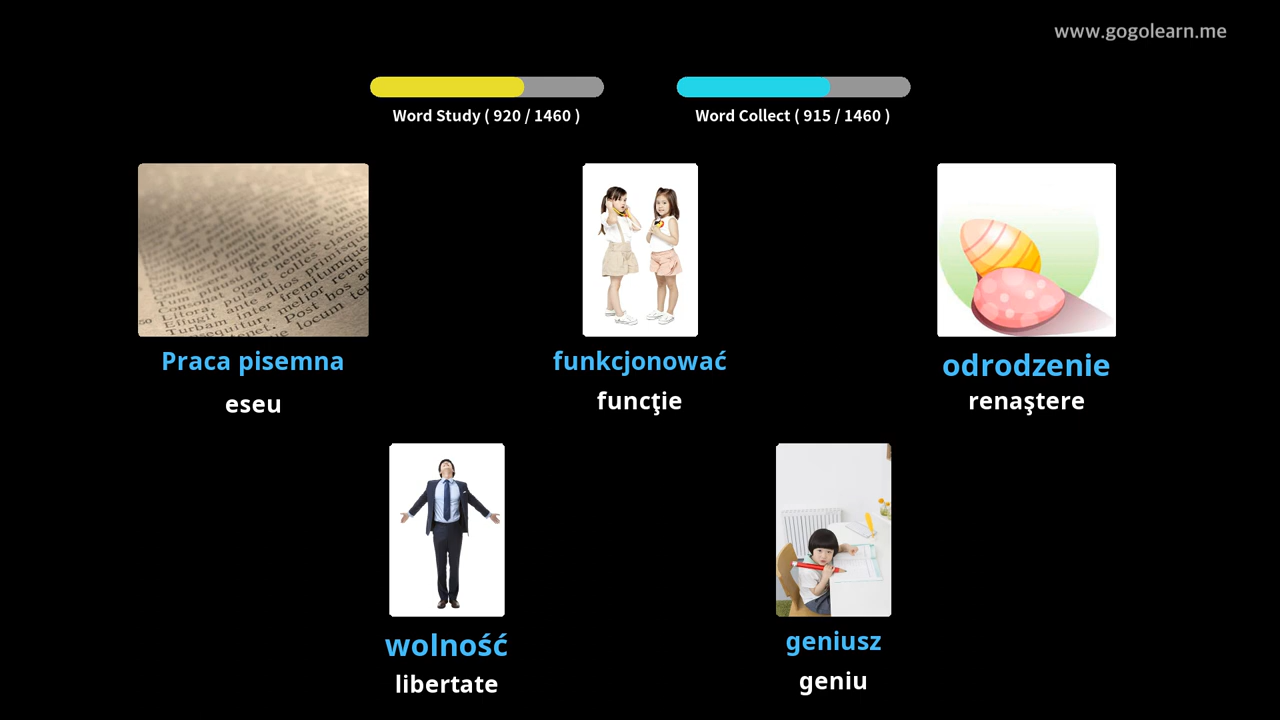 www.gogolearn.me
Word Study ( 920 / 1460 )
Word Collect ( 915 / 1460 )
Praca pisemna
funkcjonować
odrodzenie
eseu
funcţie
renaştere
wolność
geniusz
libertate
geniu